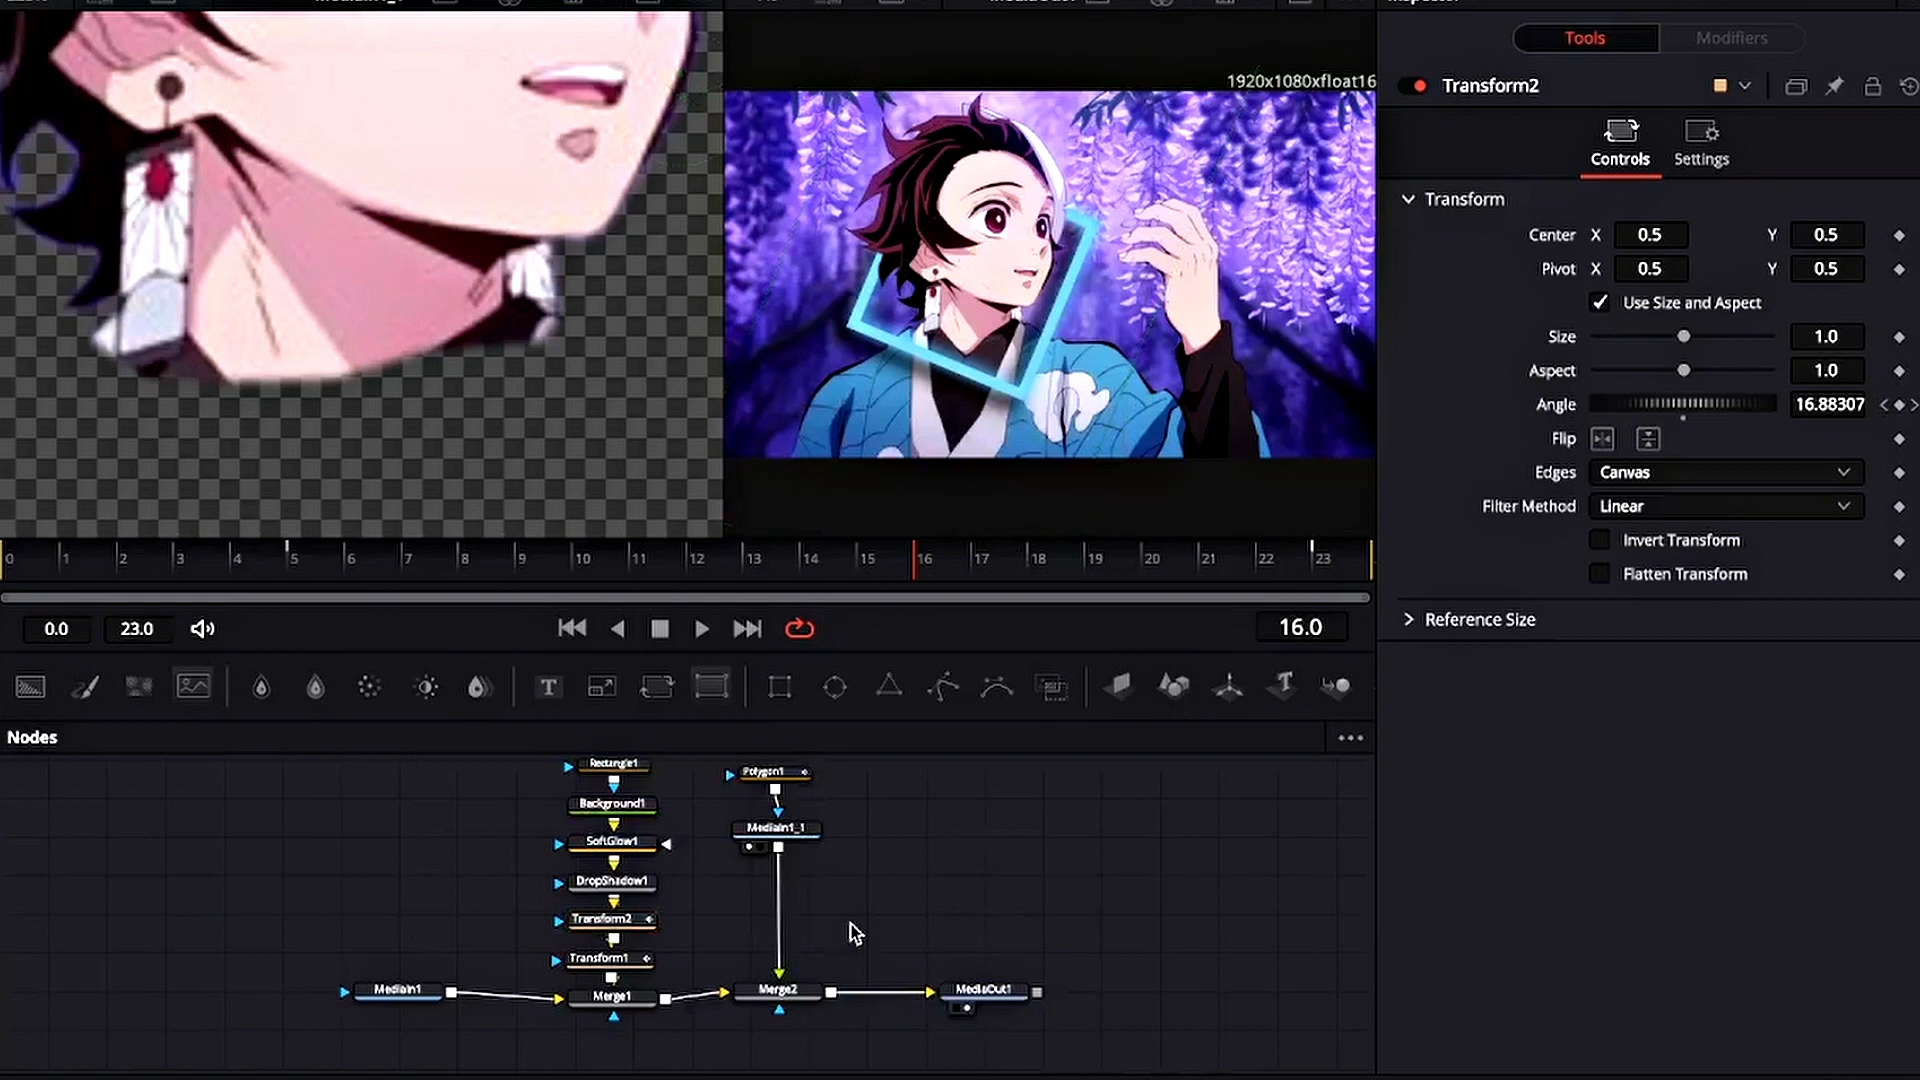 Tools Modifiers
1920x1080xfloat16
Transform2
Controls Settings
Transform
Center X 0.5 Y 0.5
Pivot X 0.5 Y 0.5
Use Size and Aspect
Size 1.0
Aspect 1.0
Angle 16.88307
Flip
Edges Canvas
Filter Method Linear
Invert Transform
Flatten Transform
Reference Size
0 1 2 3 4 5 6 7 8 9 10 11 12 13 14 15 16 17 18 19 20 21 22 23
0.0 23.0 16.0
T T
Nodes
Rectangle1
Polygon1
Background1
MediaIn1_1
SoftGlow1
DropShadow1
Transform2
Transform1
MediaIn1 Merge1 Merge2 MediaOut1